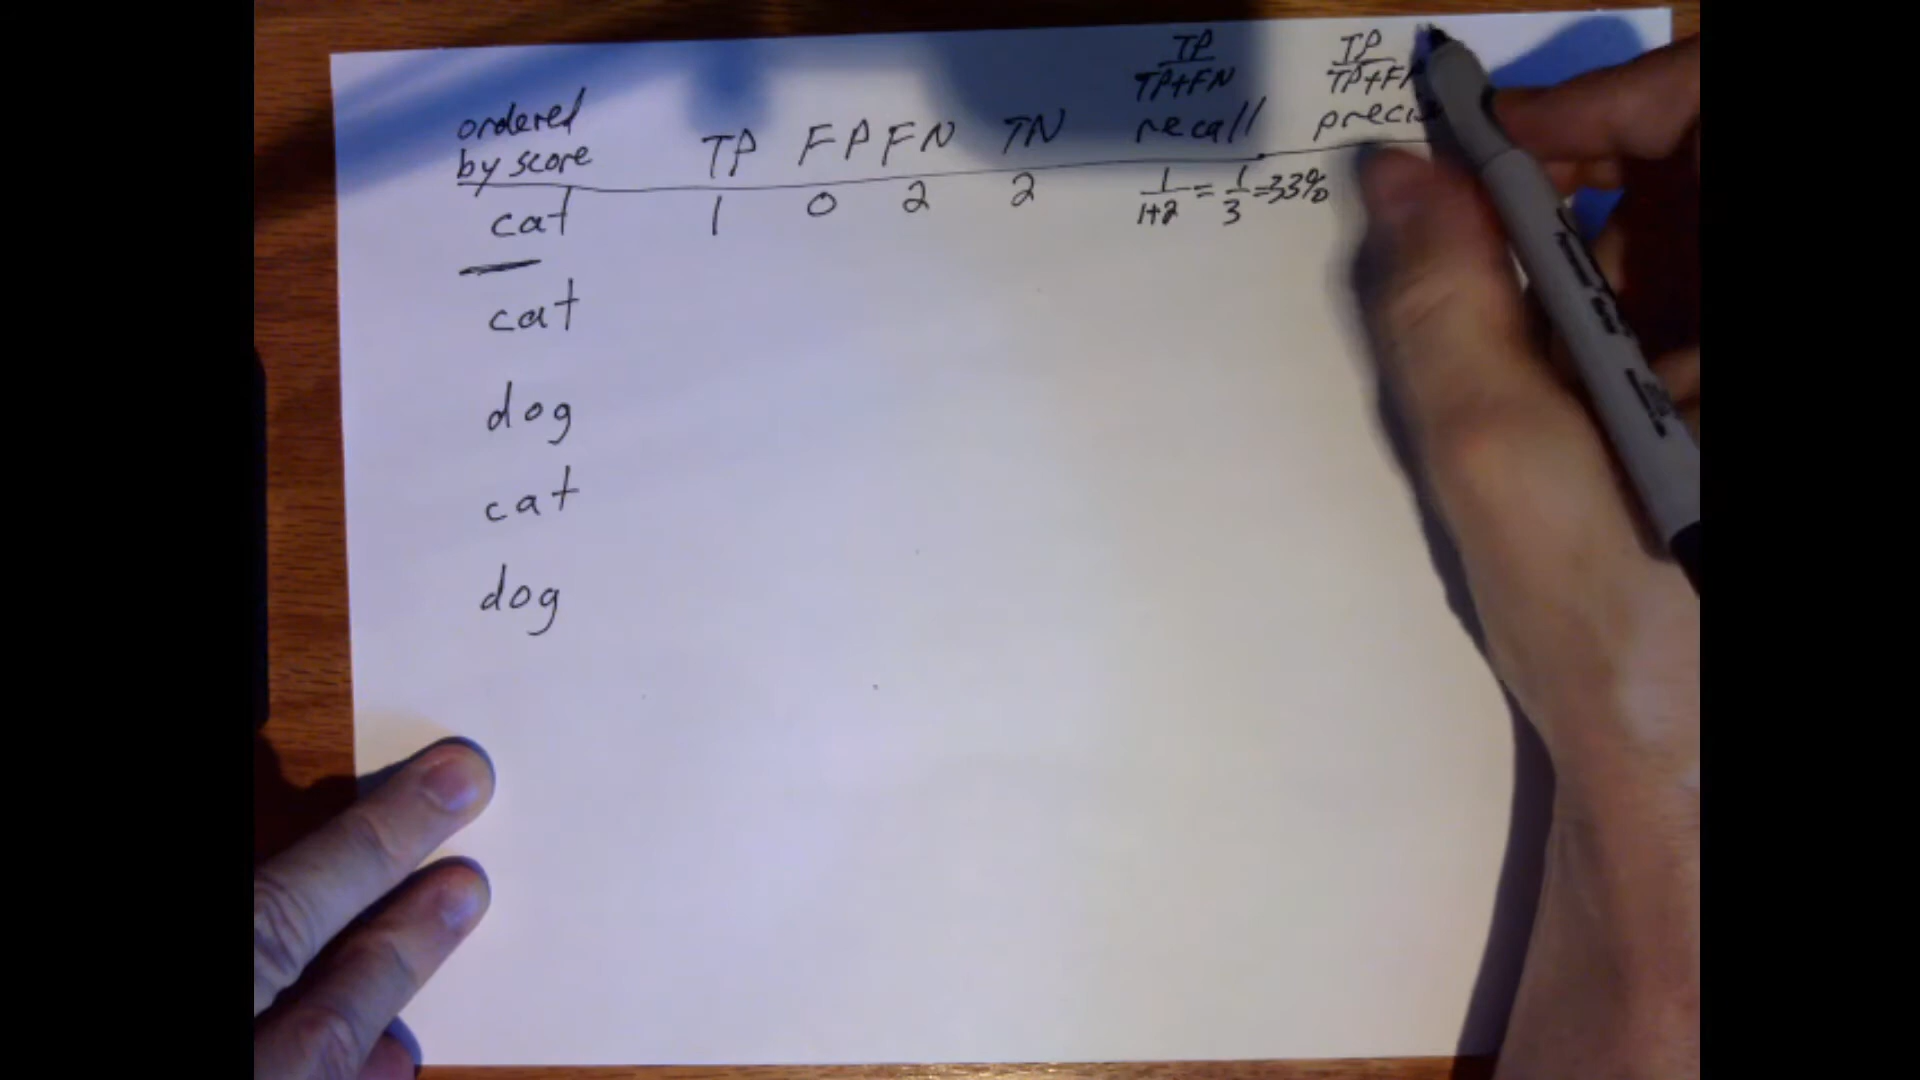 ordered
by score
TP FP FN TN
TP
TP+FN
recall
TP
TP+F
precis
cat 1 0 2 2 1/1+2 = 1/3 = 33%
cat
dog
cat
dog